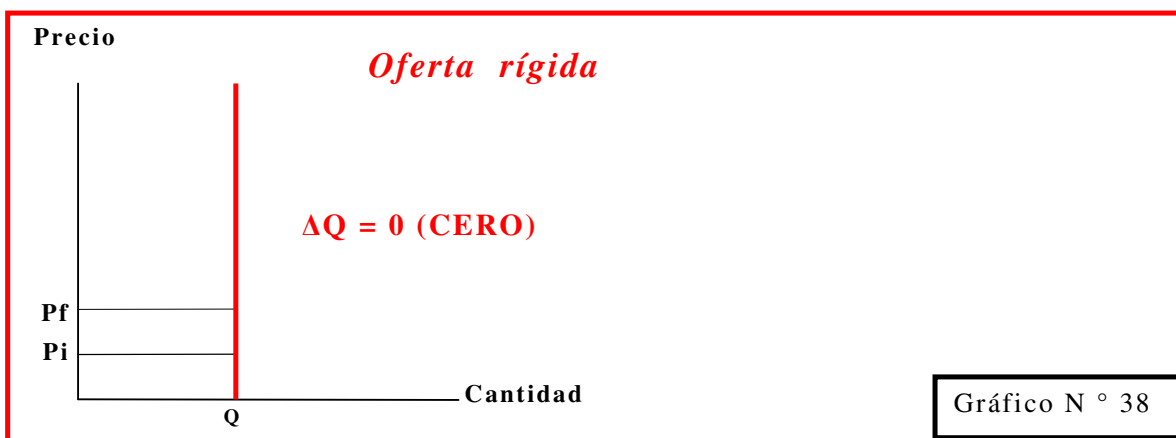 Precio
Oferta rígida
ΔQ = 0 (CERO)
Pf
Pi
Cantidad
Q
Gráfico N ° 38